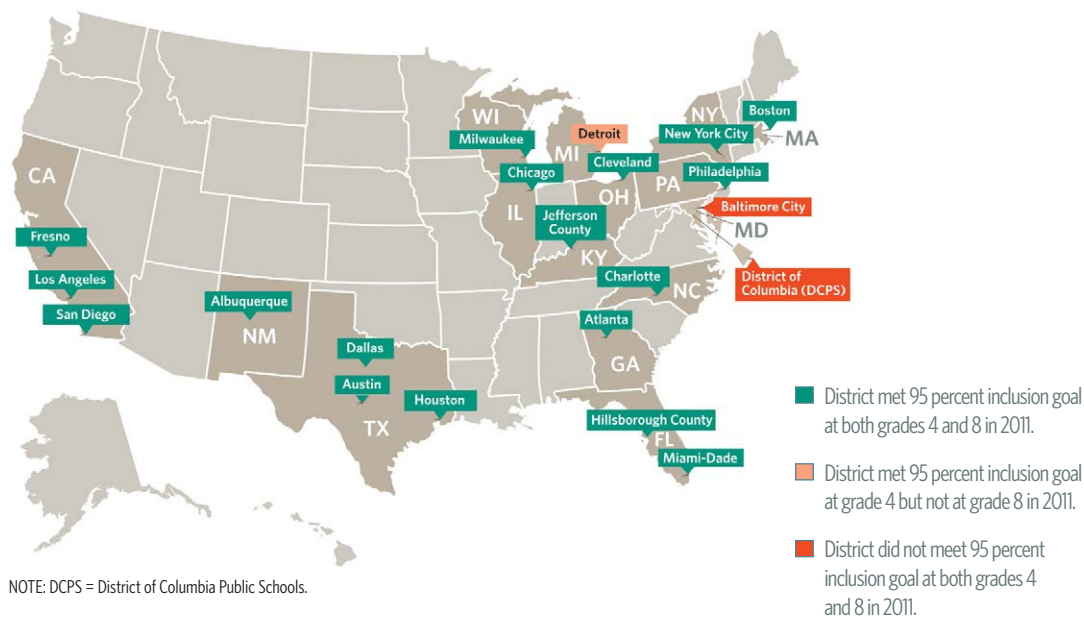 WI
NY
Boston
Milwaukee
Detroit
New York City
MA
MI
Cleveland
CA
Chicago
PA
Philadelphia
OH
IL
Baltimore City
Jefferson
County
MD
Fresno
KY
Los Angeles
Charlotte
District of
Columbia (DCPS)
NC
Albuquerque
San Diego
Atlanta
NM
Dallas
GA
Austin
Houston
District met 95 percent inclusion goal
at both grades 4 and 8 in 2011.
Hillsborough County
TX
FL
Miami-Dade
District met 95 percent inclusion goal
at grade 4 but not at grade 8 in 2011.
District did not meet 95 percent
inclusion goal at both grades 4
and 8 in 2011.
NOTE: DCPS = District of Columbia Public Schools.